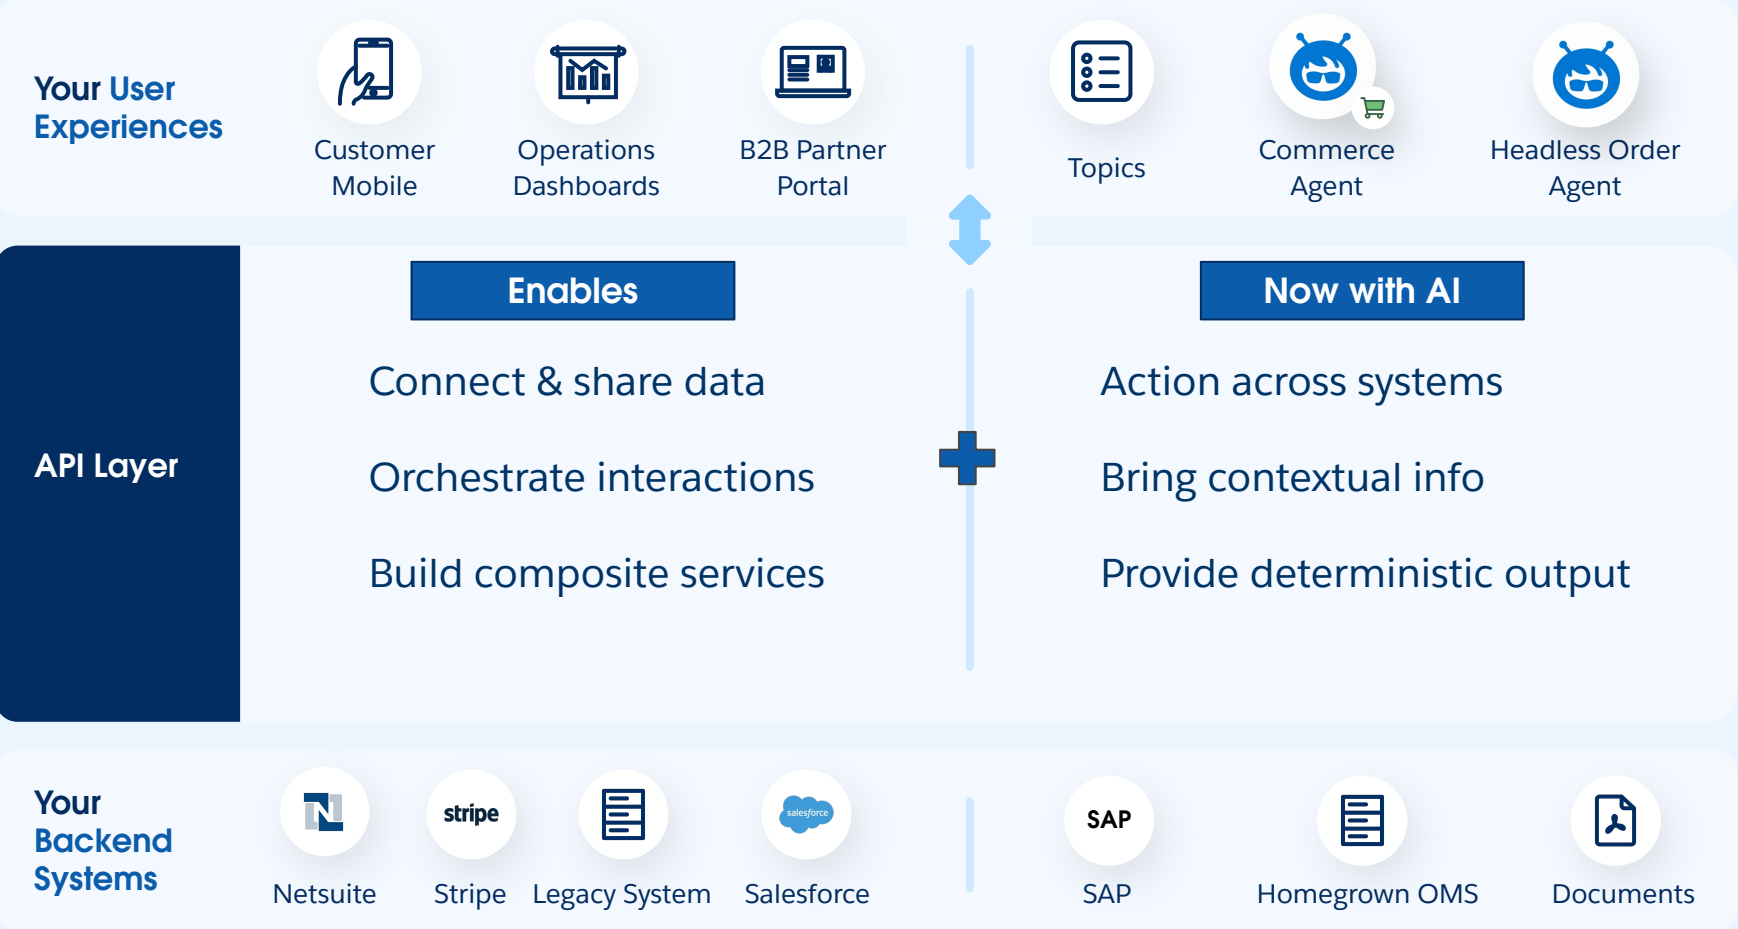 Your User
Experiences
Customer
Mobile
Operations
Dashboards
B2B Partner
Portal
Topics
Commerce
Agent
Headless Order
Agent
API Layer
Enables
Connect & share data
Orchestrate interactions
Build composite services
Now with AI
Action across systems
Bring contextual info
Provide deterministic output
Your
Backend
Systems
N
Netsuite
stripe
Stripe
Legacy System
salesforce
Salesforce
SAP
SAP
Homegrown OMS
Documents